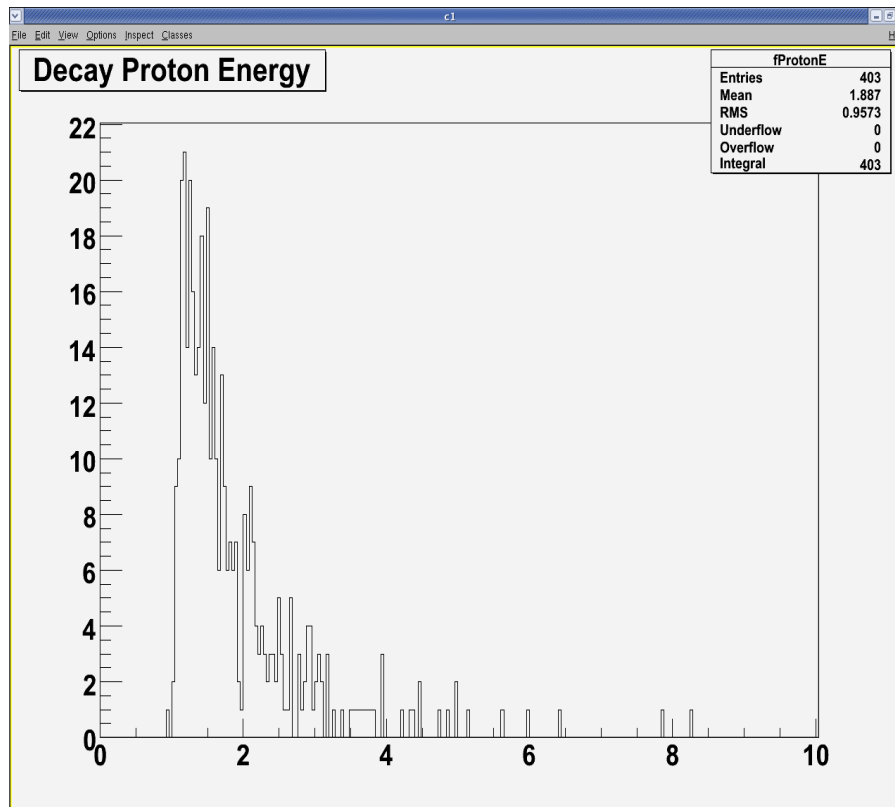 c1
File Edit View Options Inspect Classes
H
Decay Proton Energy
fProtonE
Entries 403
Mean 1.887
RMS 0.9573
Underflow 0
Overflow 0
Integral 403
22
20
18
16
14
12
10
8
6
4
2
0
0 2 4 6 8 10